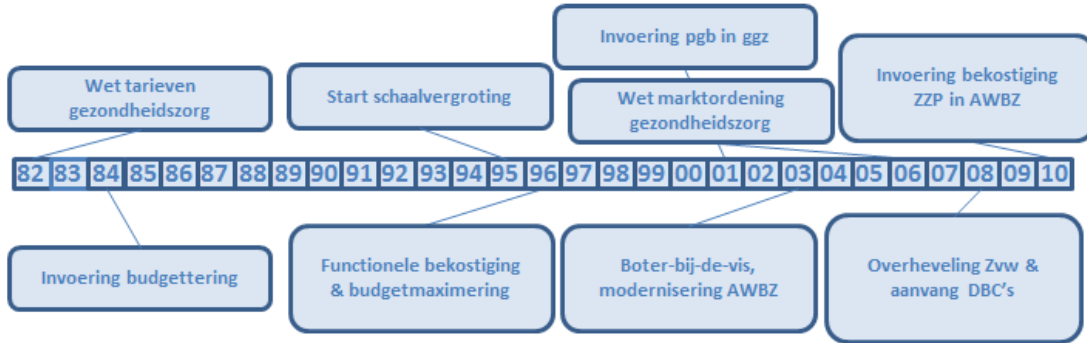 Invoering pgb in ggz
Wet tarieven
gezondheidszorg
Start schaalvergroting
Wet marktordening
gezondheidszorg
Invoering bekostiging
ZZP in AWBZ
82 83 84 85 86 87 88 89 90 91 92 93 94 95 96 97 98 99 00 01 02 03 04 05 06 07 08 09 10
Invoering budgettering
Functionele bekostiging
& budgetmaximering
Boter-bij-de-vis,
modernisering AWBZ
Overheveling Zvw &
aanvang DBC's